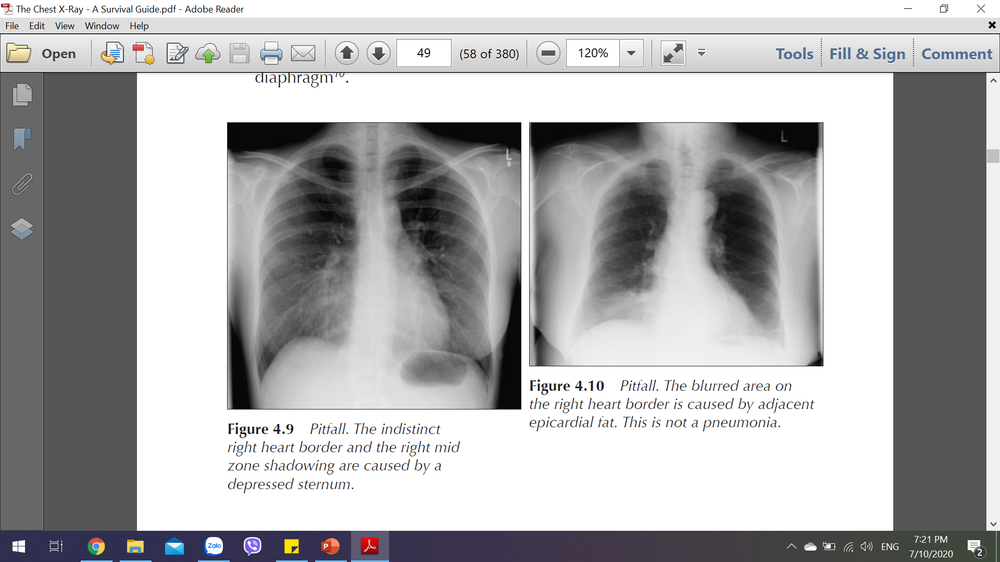 The Chest X-Ray - A Survival Guide.pdf - Adobe Reader
File Edit View Window Help
Open 49 (58 of 380) 120% Tools Fill & Sign Comment
diaphragm¹⁰.
L
L
Figure 4.9 Pitfall. The indistinct
right heart border and the right mid
zone shadowing are caused by a
depressed sternum.
Figure 4.10 Pitfall. The blurred area on
the right heart border is caused by adjacent
epicardial fat. This is not a pneumonia.
Zalo
P
ENG
7:21 PM
7/10/2020
2